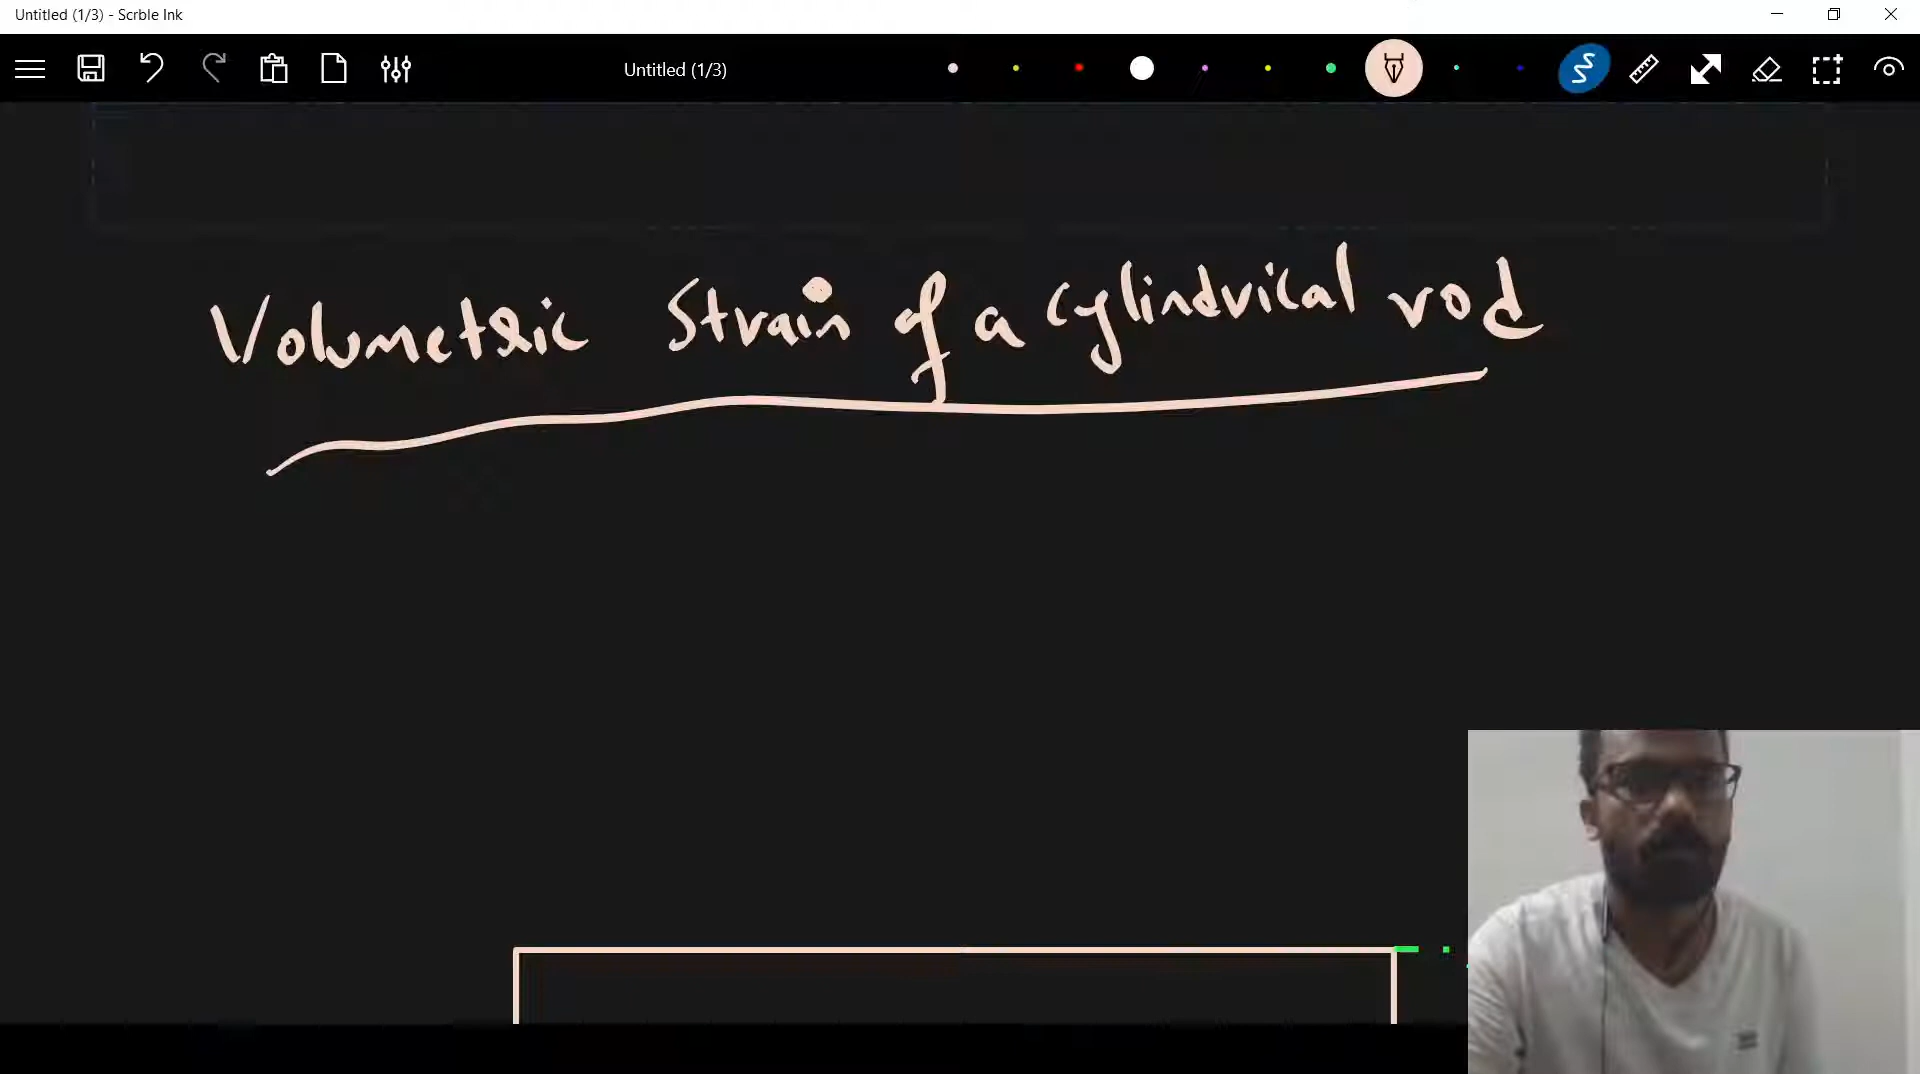 Untitled (1/3) - Scrble Ink
Untitled (1/3)
Volumetric Strain of a cylindrical rod